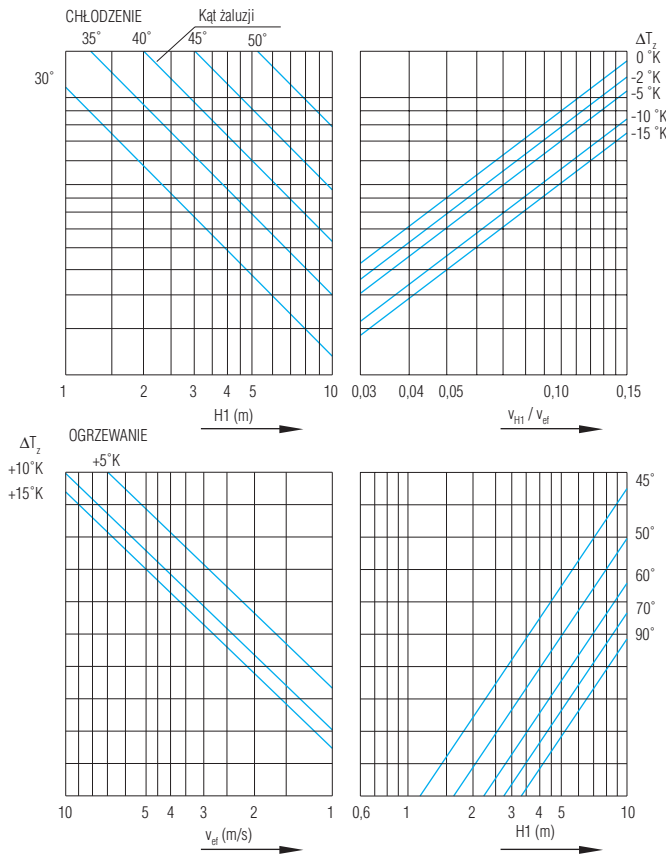 CHŁODZENIE
Kąt żaluzji
30˚ 35˚ 40˚ 45˚ 50˚
ΔTz
0 ˚K
-2 ˚K
-5 ˚K
-10 ˚K
-15 ˚K
1 2 3 4 5 10
H1 (m)
0,03 0,04 0,05 0,10 0,15
vH1 / vef
OGRZEWANIE
ΔTz
+10˚K
+15˚K
+5˚K
10 5 4 3 2 1
vef (m/s)
45˚
50˚
60˚
70˚
90˚
0,6 1 2 3 4 5 10
H1 (m)